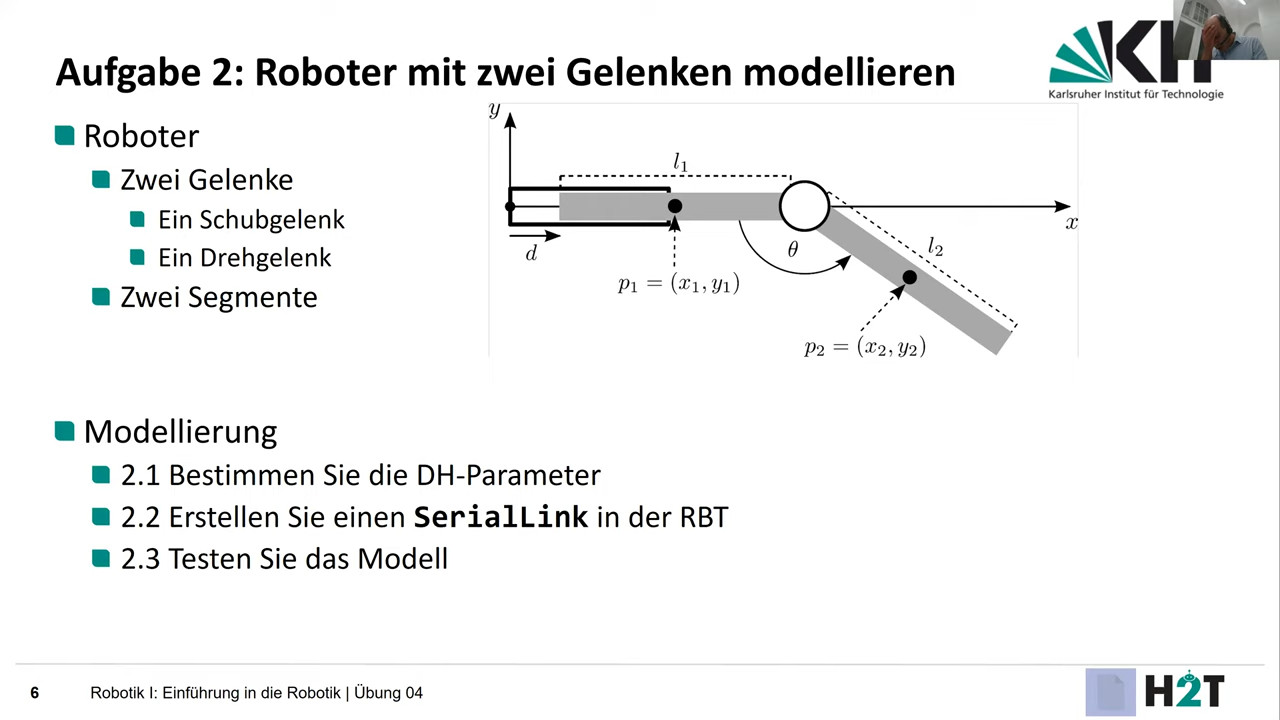 Aufgabe 2: Roboter mit zwei Gelenken modellieren
Karlsruher Institut für Technologie
Roboter
Zwei Gelenke
Ein Schubgelenk
Ein Drehgelenk
Zwei Segmente
y
l₁
x
d
θ
l₂
p₁ = (x₁, y₁)
p₂ = (x₂, y₂)
Modellierung
2.1 Bestimmen Sie die DH-Parameter
2.2 Erstellen Sie einen SerialLink in der RBT
2.3 Testen Sie das Modell
6 Robotik I: Einführung in die Robotik | Übung 04
H2T